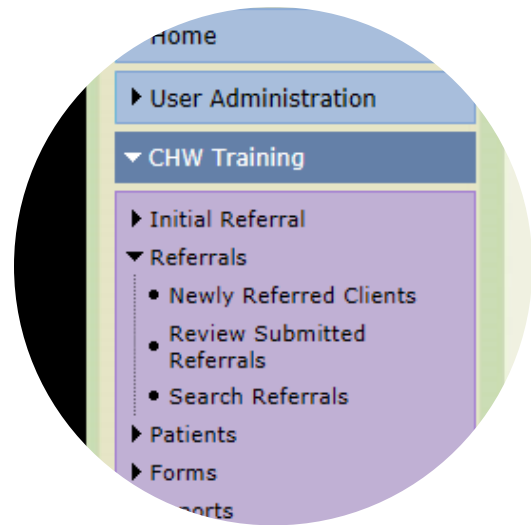 Home
User Administration
CHW Training
Initial Referral
Referrals
Newly Referred Clients
Review Submitted
Referrals
Search Referrals
Patients
Forms